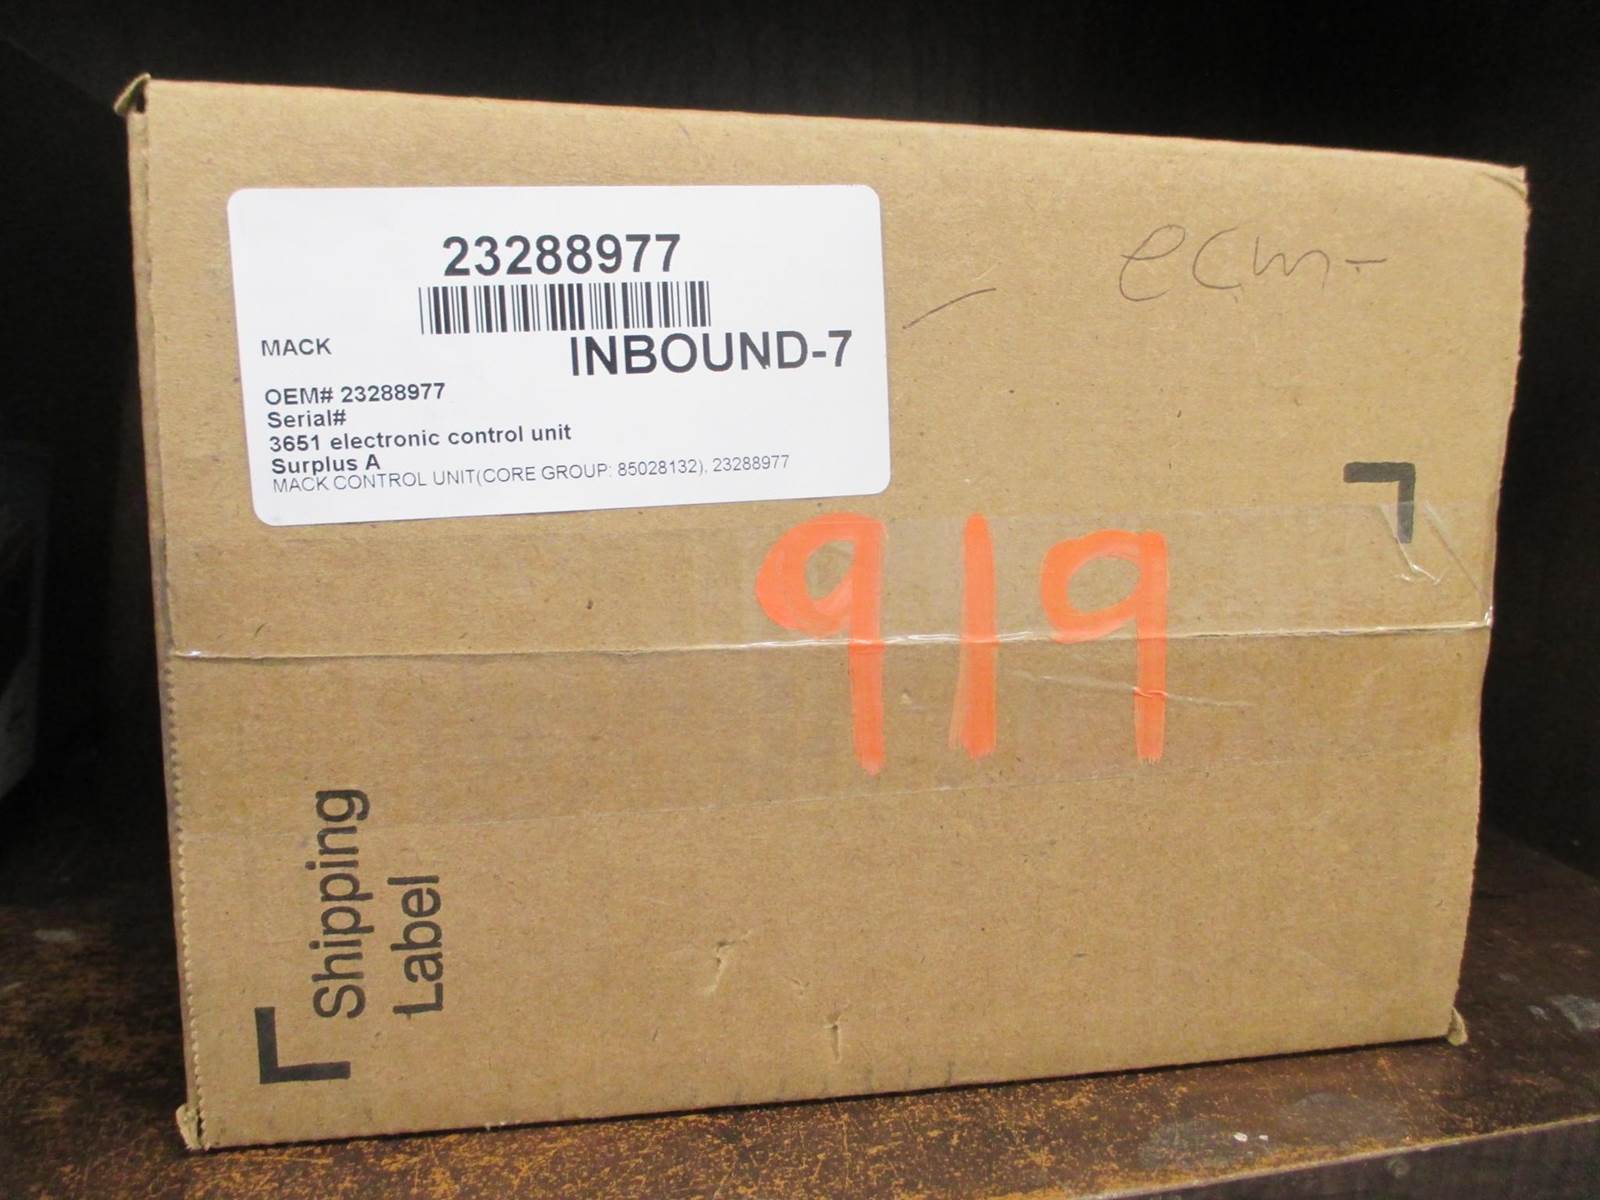 23288977
MACK
INBOUND-7
OEM# 23288977
Serial#
3651 electronic control unit
Surplus A
MACK CONTROL UNIT(CORE GROUP: 85028132), 23288977
- ecm-
919
Shipping
Label